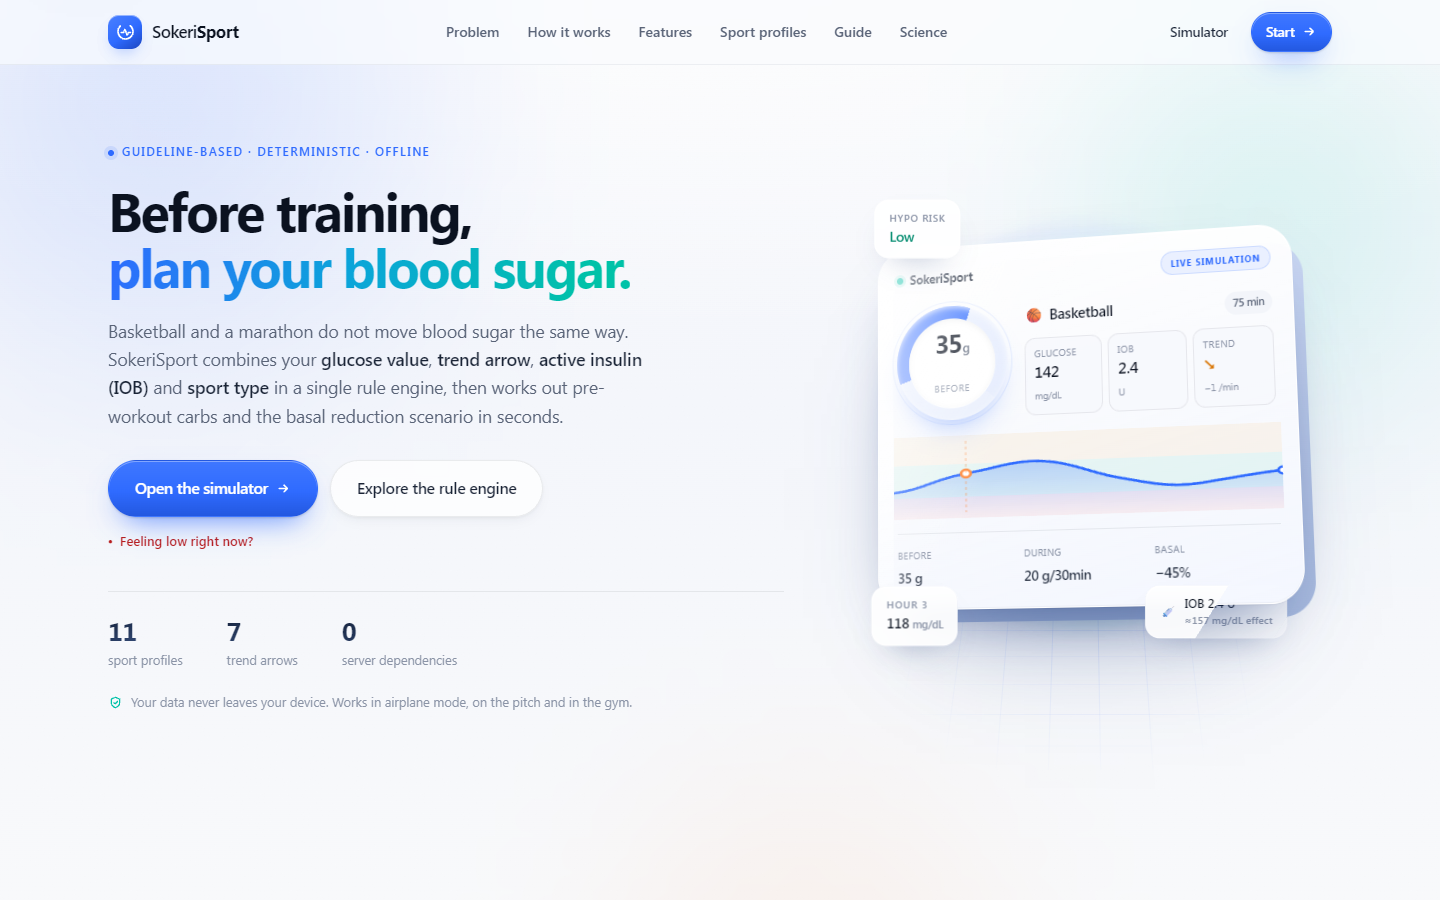 SokeriSport
Problem
How it works
Features
Sport profiles
Guide
Science
Simulator
Start →
GUIDELINE-BASED · DETERMINISTIC · OFFLINE
Before training,
plan your blood sugar.
Basketball and a marathon do not move blood sugar the same way.
SokeriSport combines your glucose value, trend arrow, active insulin
(IOB) and sport type in a single rule engine, then works out pre-
workout carbs and the basal reduction scenario in seconds.
Open the simulator →
Explore the rule engine
• Feeling low right now?
11
sport profiles
7
trend arrows
0
server dependencies
Your data never leaves your device. Works in airplane mode, on the pitch and in the gym.
HYPO RISK
Low
SokeriSport
LIVE SIMULATION
35g
BEFORE
Basketball
75 min
GLUCOSE
142
mg/dL
IOB
2.4
U
TREND
↘
−1 /min
BEFORE
35 g
DURING
20 g/30min
BASAL
−45%
HOUR 3
118 mg/dL
IOB 2.4 U
≈157 mg/dL effect